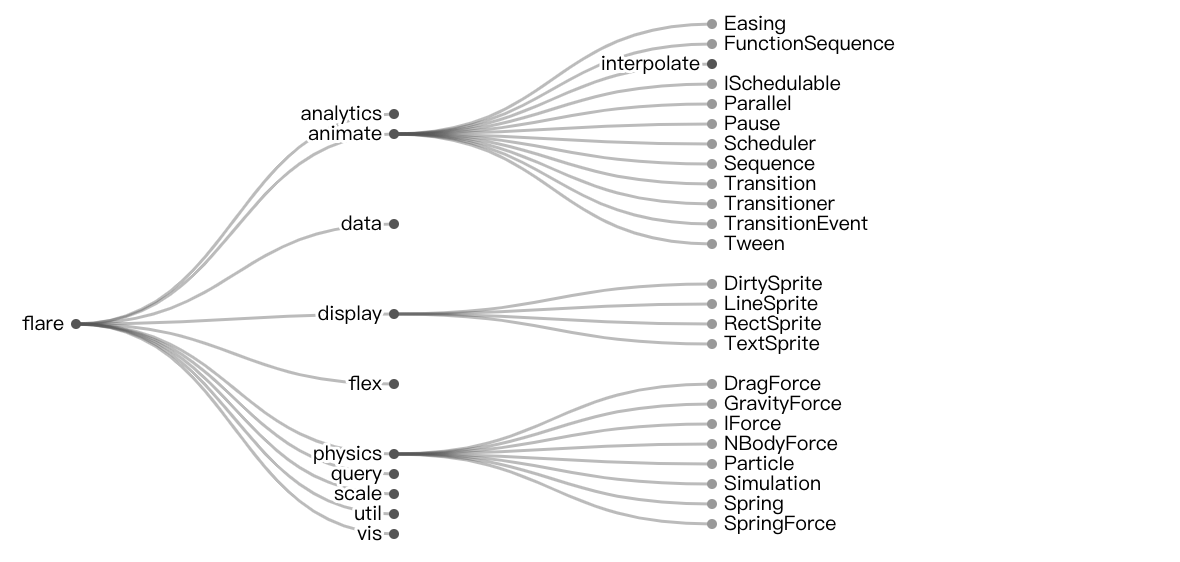 flare
analytics
animate
Easing
FunctionSequence
interpolate
ISchedulable
Parallel
Pause
Scheduler
Sequence
Transition
Transitioner
TransitionEvent
Tween
data
display
DirtySprite
LineSprite
RectSprite
TextSprite
flex
physics
DragForce
GravityForce
IForce
NBodyForce
Particle
Simulation
Spring
SpringForce
query
scale
util
vis